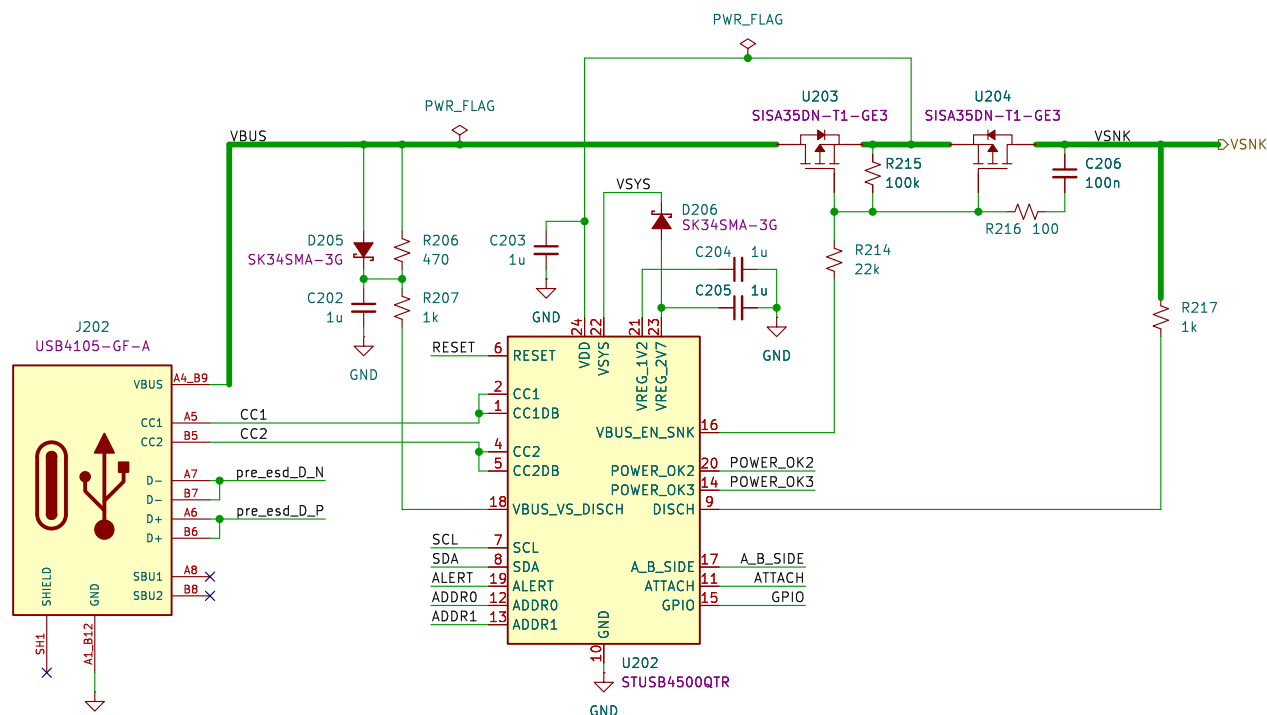 PWR_FLAG
PWR_FLAG
VBUS
U203
SISA35DN-T1-GE3
U204
SISA35DN-T1-GE3
VSNK
VSNK
R215
100k
C206
100n
R216 100
VSYS
D206
SK34SMA-3G
D205
SK34SMA-3G
R206
470
C203
1u
GND
C204 1u
C205 1u
GND
R214
22k
C202
1u
R207
1k
GND
R217
1k
J202
USB4105-GF-A
VBUS A4_B9
CC1 A5 CC1
CC2 B5 CC2
D- A7 pre_esd_D_N
D- B7
D+ A6 pre_esd_D_P
D+ B6
SBU1 A8
SBU2 B8
SHIELD
GND
SH1
A1_B12
24 22 21 23
VDD
VSYS
VREG_1V2
VREG_2V7
RESET 6 RESET
2 CC1
1 CC1DB
4 CC2
5 CC2DB
18 VBUS_VS_DISCH
SCL 7 SCL
SDA 8 SDA
ALERT 19 ALERT
ADDR0 12 ADDR0
ADDR1 13 ADDR1
VBUS_EN_SNK 16
POWER_OK2 20 POWER_OK2
POWER_OK3 14 POWER_OK3
DISCH 9
A_B_SIDE 17 A_B_SIDE
ATTACH 11 ATTACH
GPIO 15 GPIO
GND
10
U202
STUSB4500QTR
GND